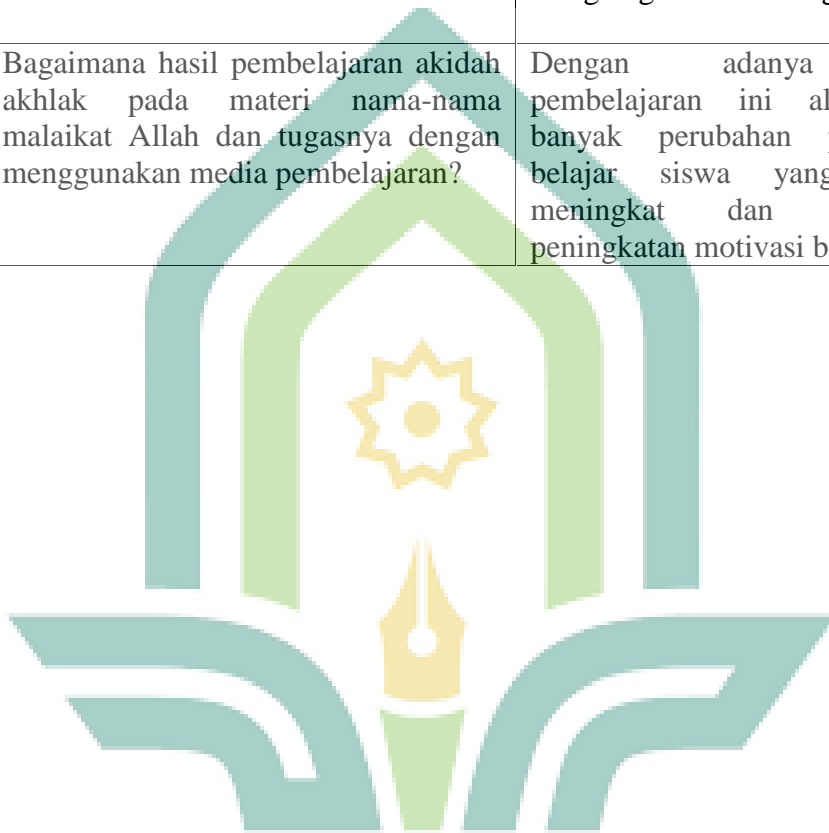 Bagaimana hasil pembelajaran akidah
akhlak pada materi nama-nama
malaikat Allah dan tugasnya dengan
menggunakan media pembelajaran?
Dengan adanya
pembelajaran ini
banyak perubahan
belajar siswa yang
meningkat dan
peningkatan motivasi